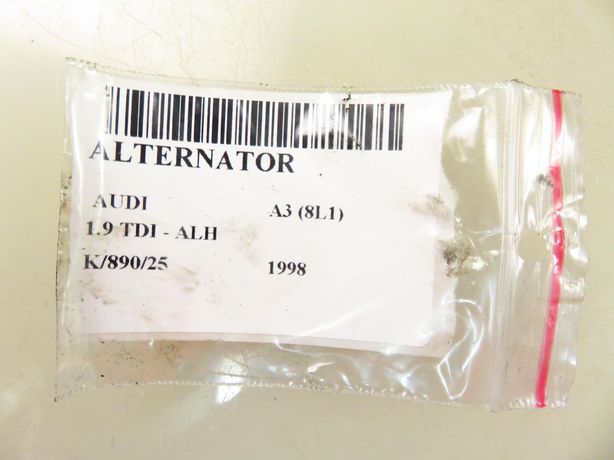 ALTERNATOR
AUDI A3 (8L1)
1.9 TDI - ALH
K/890/25 1998